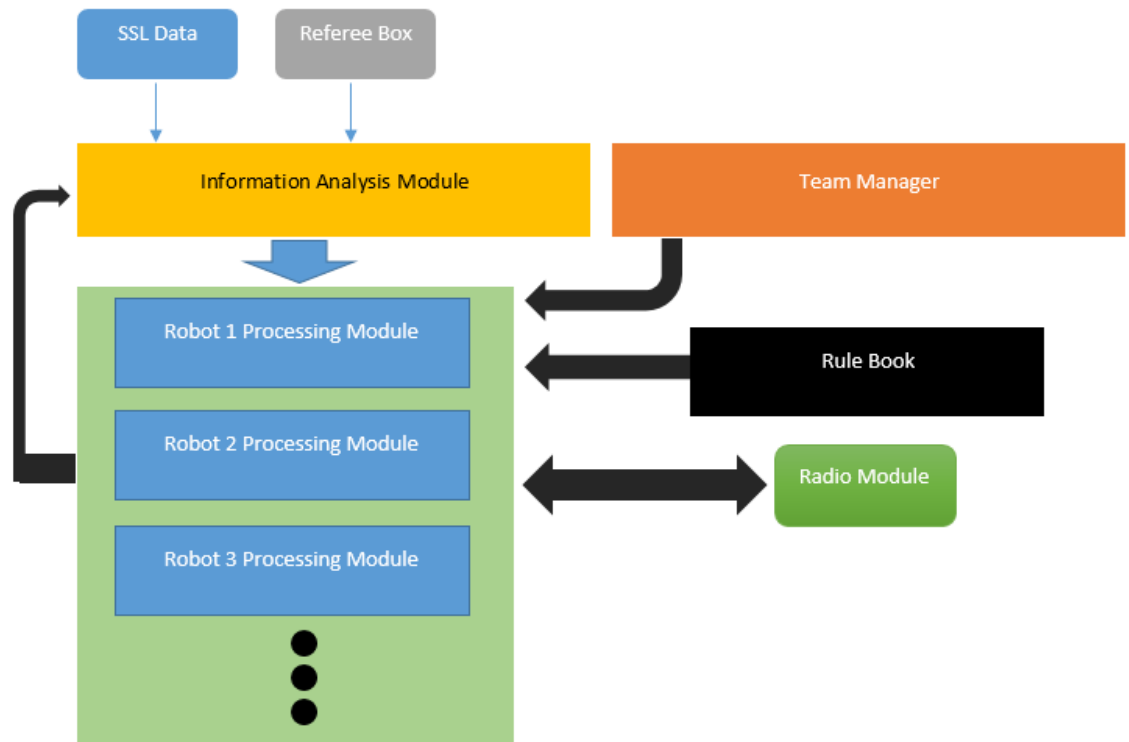 SSL Data
Referee Box
Information Analysis Module
Team Manager
Robot 1 Processing Module
Rule Book
Robot 2 Processing Module
Radio Module
Robot 3 Processing Module